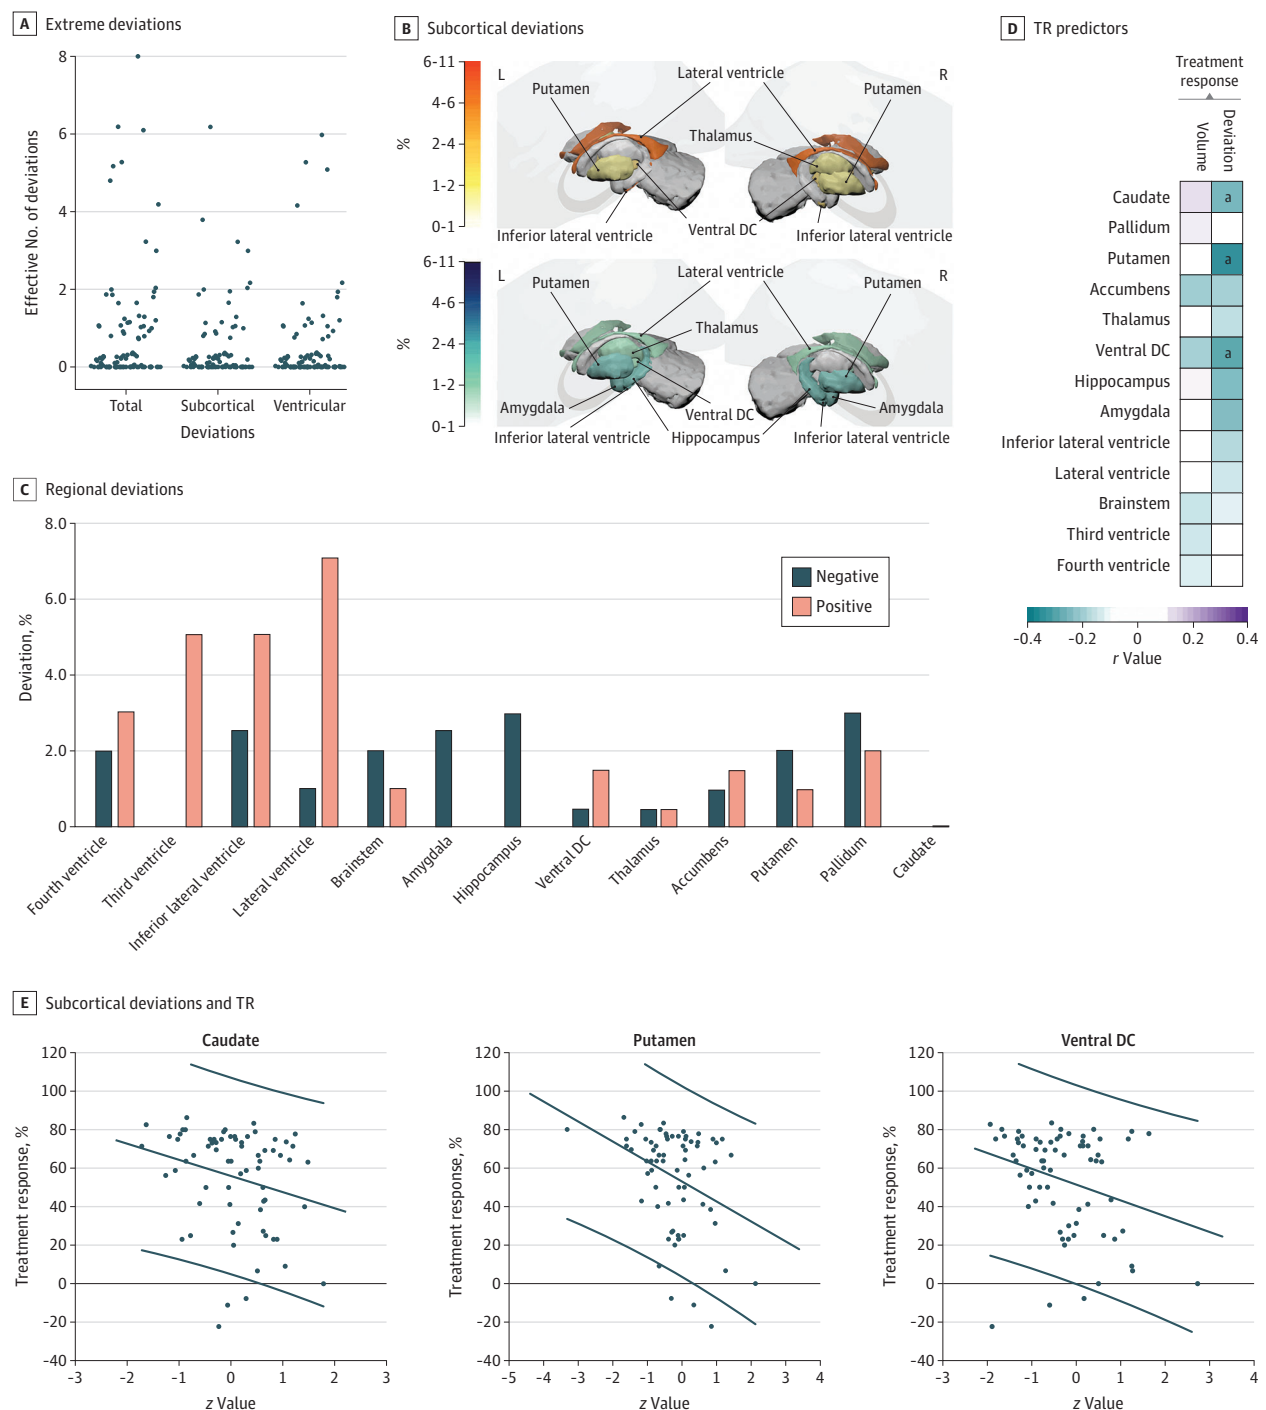 A Extreme deviations
8
6
4
2
0
Effective No. of deviations
Total
Subcortical
Ventricular
Deviations
B Subcortical deviations
6-11
4-6
2-4
1-2
0-1
%
L
R
Lateral ventricle
Putamen
Putamen
Thalamus
Ventral DC
Inferior lateral ventricle
Inferior lateral ventricle
6-11
4-6
2-4
1-2
0-1
%
L
R
Lateral ventricle
Putamen
Putamen
Thalamus
Amygdala
Ventral DC
Amygdala
Inferior lateral ventricle
Hippocampus
Inferior lateral ventricle
D TR predictors
Treatment
response
Volume
Deviation
Caudate a
Pallidum
Putamen a
Accumbens
Thalamus
Ventral DC a
Hippocampus
Amygdala
Inferior lateral ventricle
Lateral ventricle
Brainstem
Third ventricle
Fourth ventricle
-0.4 -0.2 0 0.2 0.4
r Value
C Regional deviations
8.0
6.0
4.0
2.0
0
Deviation, %
Negative
Positive
Fourth ventricle
Third ventricle
Inferior lateral ventricle
Lateral ventricle
Brainstem
Amygdala
Hippocampus
Ventral DC
Thalamus
Accumbens
Putamen
Pallidum
Caudate
E Subcortical deviations and TR
Caudate
120
100
80
60
40
20
0
-20
-40
Treatment response, %
-3 -2 -1 0 1 2 3
z Value
Putamen
120
100
80
60
40
20
0
-20
-40
Treatment response, %
-5 -4 -3 -2 -1 0 1 2 3 4
z Value
Ventral DC
120
100
80
60
40
20
0
-20
-40
Treatment response, %
-3 -2 -1 0 1 2 3 4
z Value